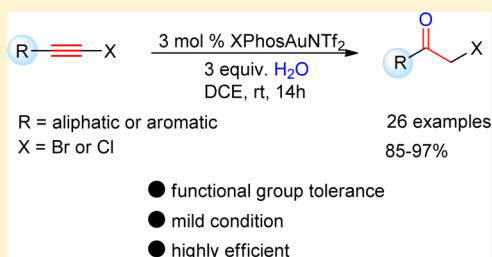 R X
3 mol % XPhosAuNTf2
3 equiv. H2O
DCE, rt, 14h
O
R X
R = aliphatic or aromatic
X = Br or Cl
26 examples
85-97%
● functional group tolerance
● mild condition
● highly efficient